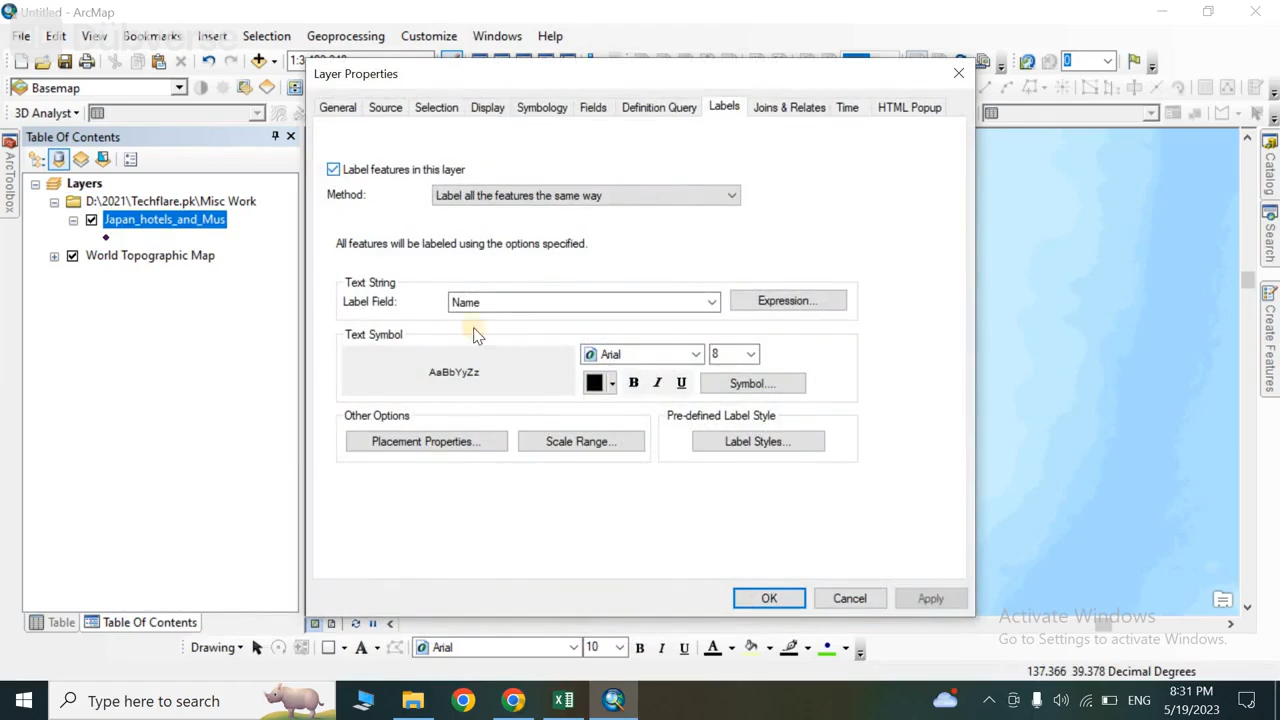 Untitled - ArcMap
File Edit View Bookmarks Insert Selection Geoprocessing Customize Windows Help
0
Basemap
3D Analyst
Layer Properties
General Source Selection Display Symbology Fields Definition Query Labels Joins & Relates Time HTML Popup
Table Of Contents
Label features in this layer
Method: Label all the features the same way
Layers
D:\2021\Techflare.pk\Misc Work
Japan_hotels_and_Mus
World Topographic Map
All features will be labeled using the options specified.
Text String
Label Field: Name Expression...
Text Symbol
AaBbYyZz
Arial 8
B I U Symbol....
Other Options
Placement Properties... Scale Range...
Pre-defined Label Style
Label Styles...
OK Cancel Apply
ArcToolbox
Catalog
Search
Create Features
Table Table Of Contents
Activate Windows
Go to Settings to activate Windows.
Drawing A Arial 10 B I U A
137.366 39.378 Decimal Degrees
Type here to search
ENG
8:31 PM
5/19/2023